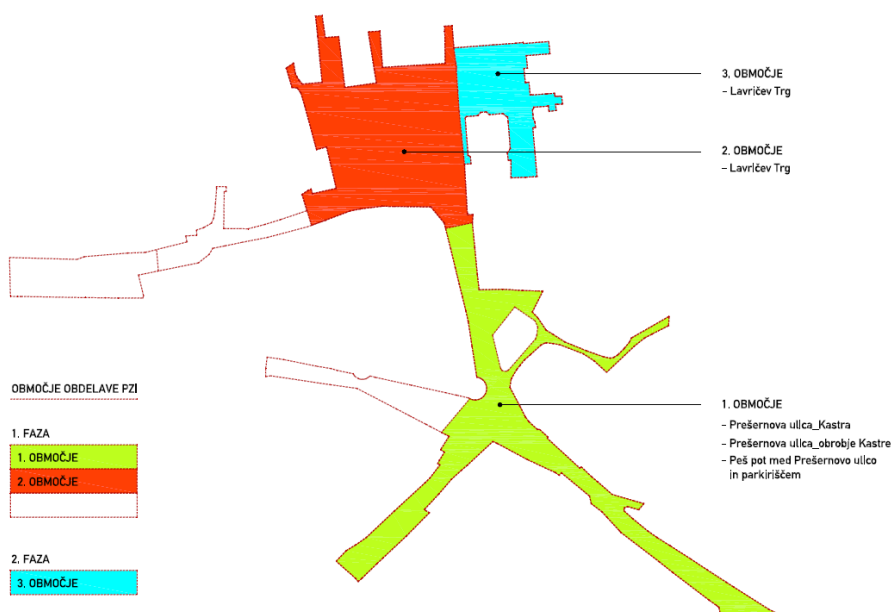 3. OBMOČJE
– Lavričev Trg
2. OBMOČJE
– Lavričev Trg
OBMOČJE OBDELAVE PZI
1. FAZA
1. OBMOČJE
2. OBMOČJE
2. FAZA
3. OBMOČJE
1. OBMOČJE
– Prešernova ulica_Kastra
– Prešernova ulica_obrobje Kastre
– Peš pot med Prešernovo ulico
in parkiriščem